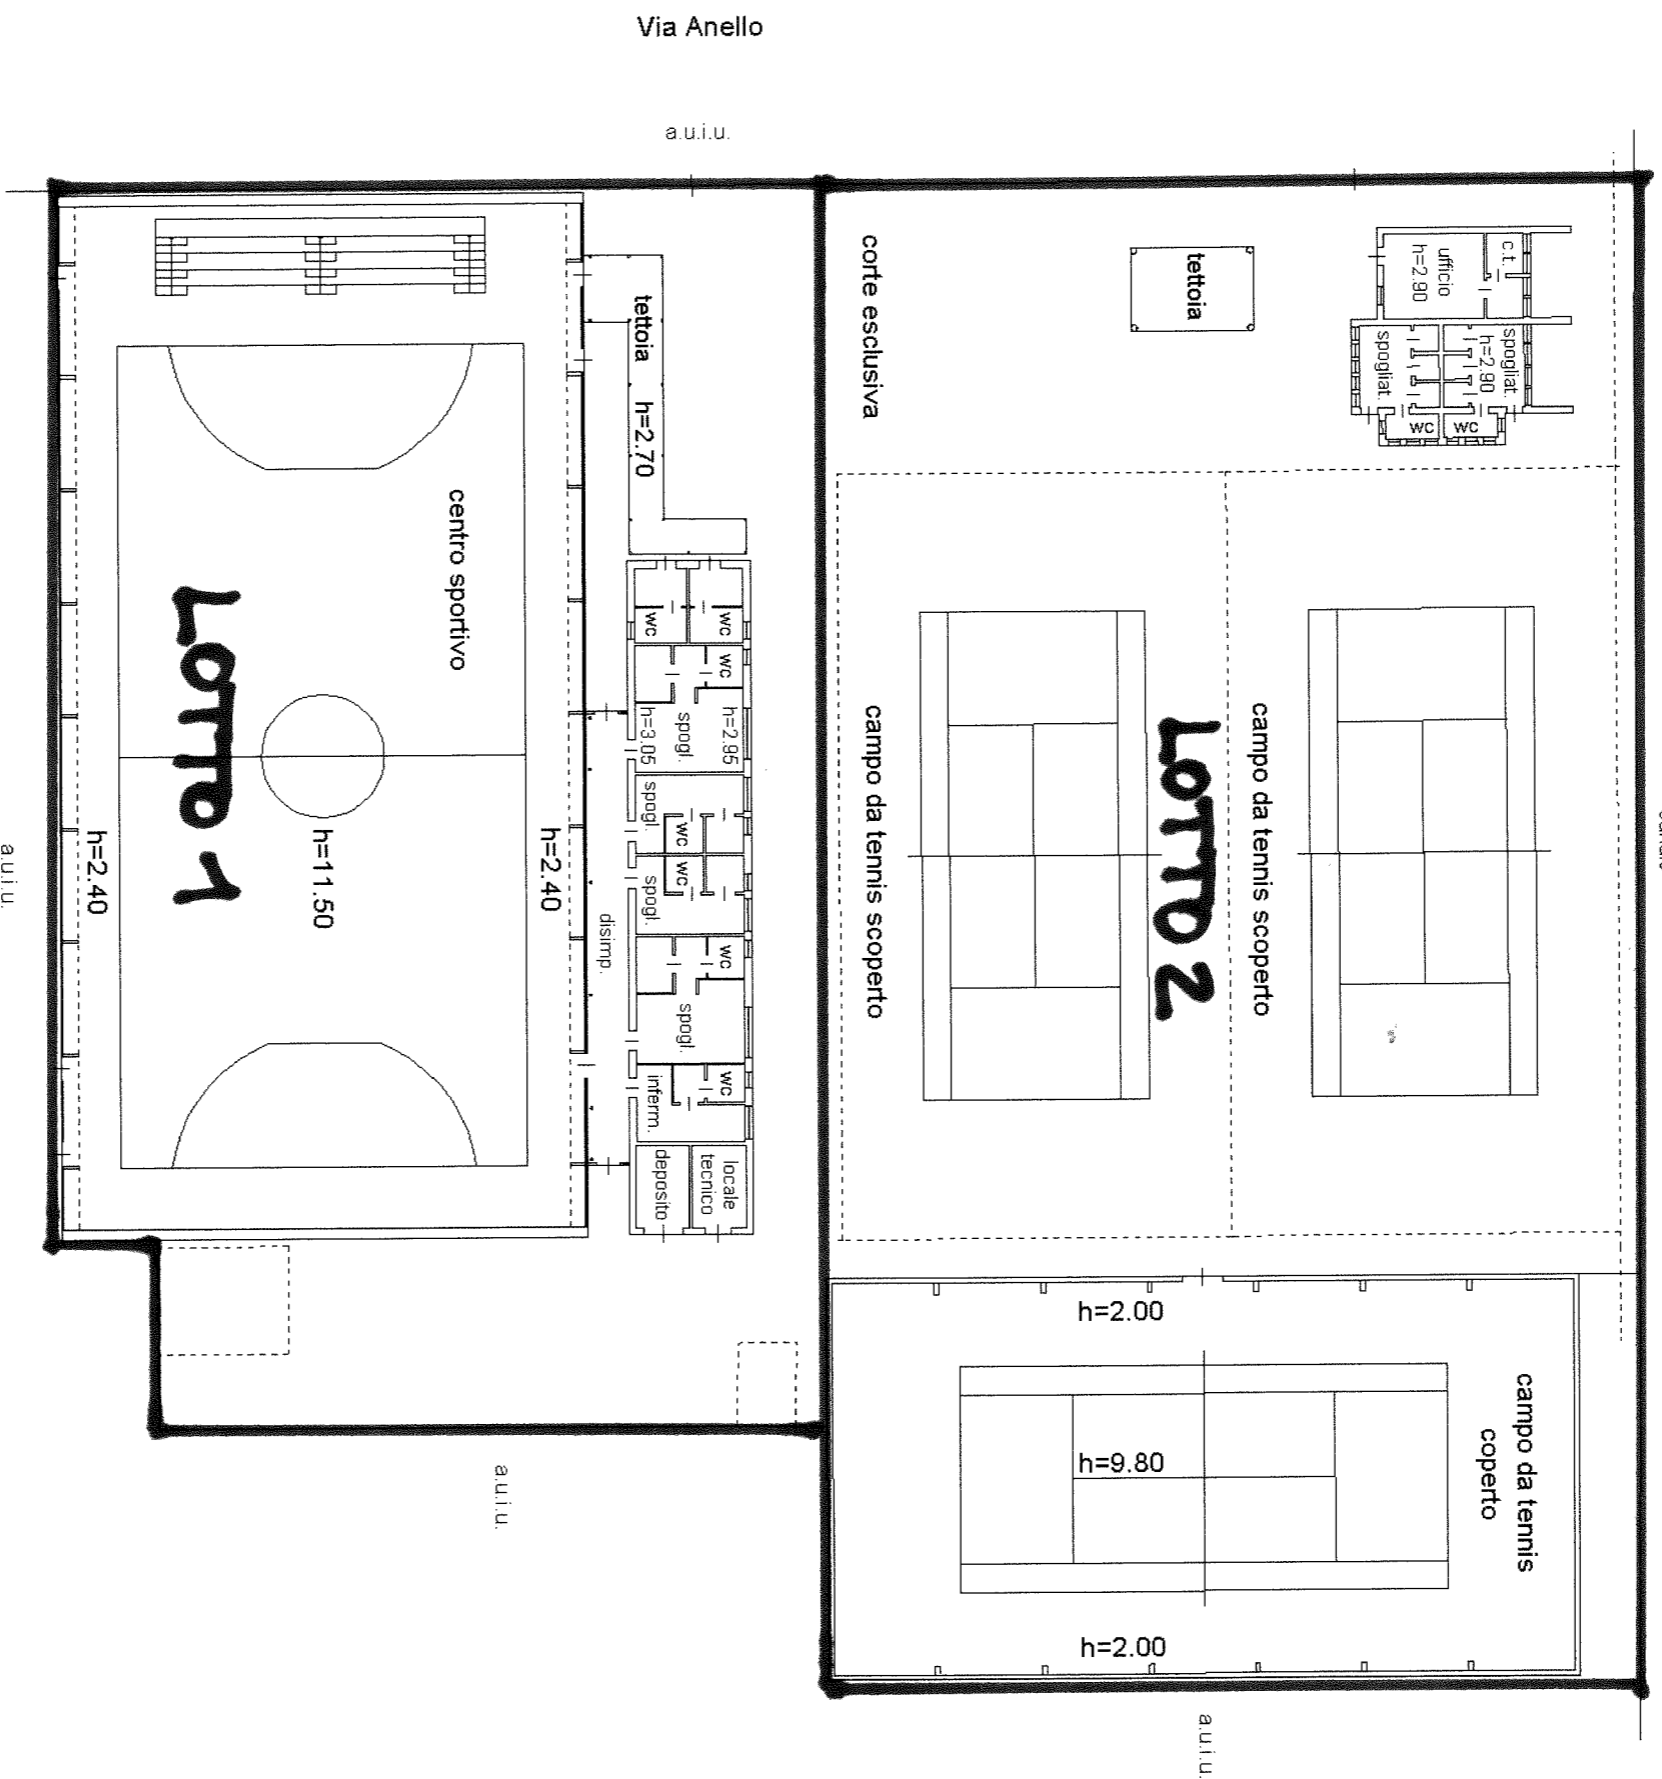 Via Anello
a.u.i.u.
corte esclusiva
tettoia
c.t.
ufficio
h=2.90
spogliat.
h=2.90
spogliat.
wc
wc
tettoia h=2.70
centro sportivo
LOTTO 1
h=2.40
h=11.50
h=2.40
disimp.
wc
wc
wc
h=2.95
spogl.
h=3.05
spogl.
wc
wc
spogl.
wc
spogl.
wc
inferm.
locale
tecnico
deposito
campo da tennis scoperto
LOTTO 2
campo da tennis scoperto
h=2.00
campo da tennis
coperto
h=9.80
h=2.00
a.u.i.u.
a.u.i.u.
a.u.i.u.